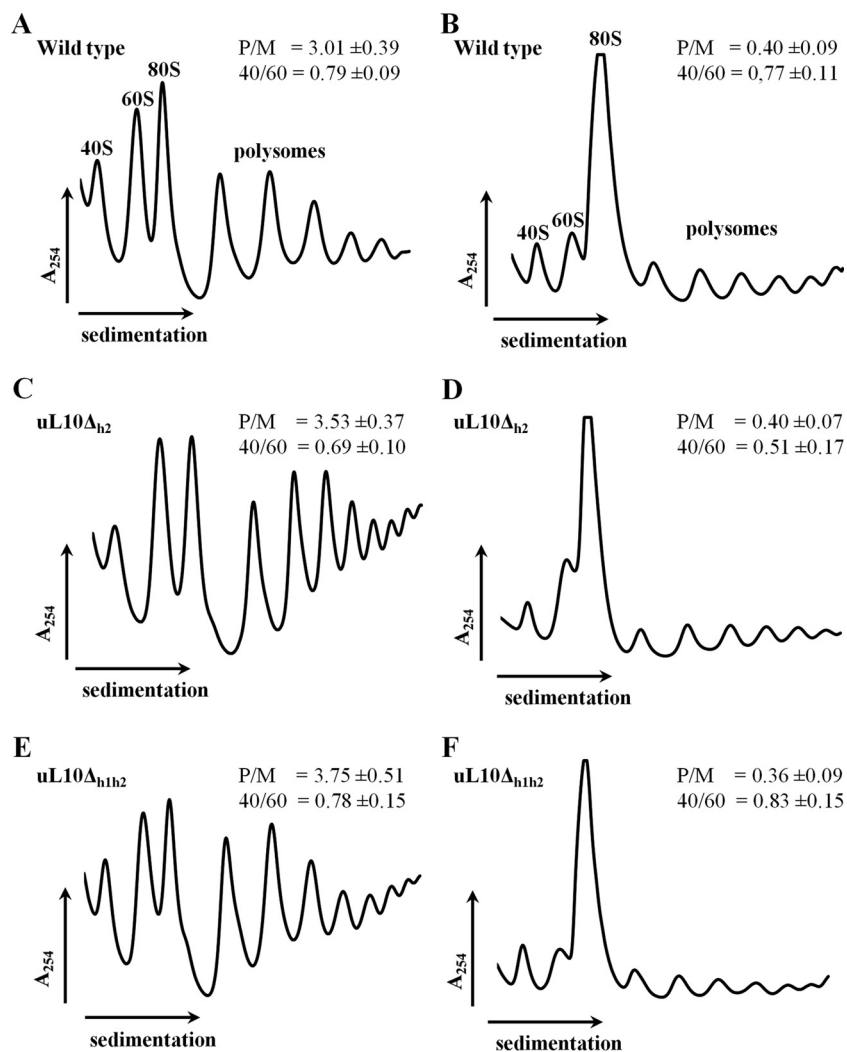 A
Wild type
P/M = 3.01 ±0.39
40/60 = 0.79 ±0.09
40S
60S
80S
polysomes
A254
sedimentation
B
Wild type
P/M = 0.40 ±0.09
40/60 = 0,77 ±0.11
40S
60S
80S
polysomes
A254
sedimentation
C
uL10Δh2
P/M = 3.53 ±0.37
40/60 = 0.69 ±0.10
A254
sedimentation
D
uL10Δh2
P/M = 0.40 ±0.07
40/60 = 0.51 ±0.17
A254
sedimentation
E
uL10Δh1h2
P/M = 3.75 ±0.51
40/60 = 0.78 ±0.15
A254
sedimentation
F
uL10Δh1h2
P/M = 0.36 ±0.09
40/60 = 0.83 ±0.15
A254
sedimentation